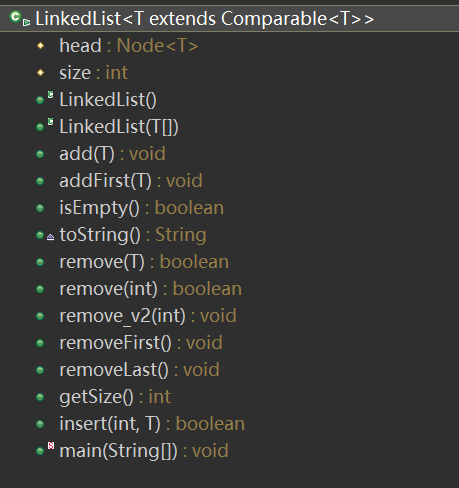 LinkedList<T extends Comparable<T>>
head : Node<T>
size : int
LinkedList()
LinkedList(T[])
add(T) : void
addFirst(T) : void
isEmpty() : boolean
toString() : String
remove(T) : boolean
remove(int) : boolean
remove_v2(int) : void
removeFirst() : void
removeLast() : void
getSize() : int
insert(int, T) : boolean
main(String[]) : void